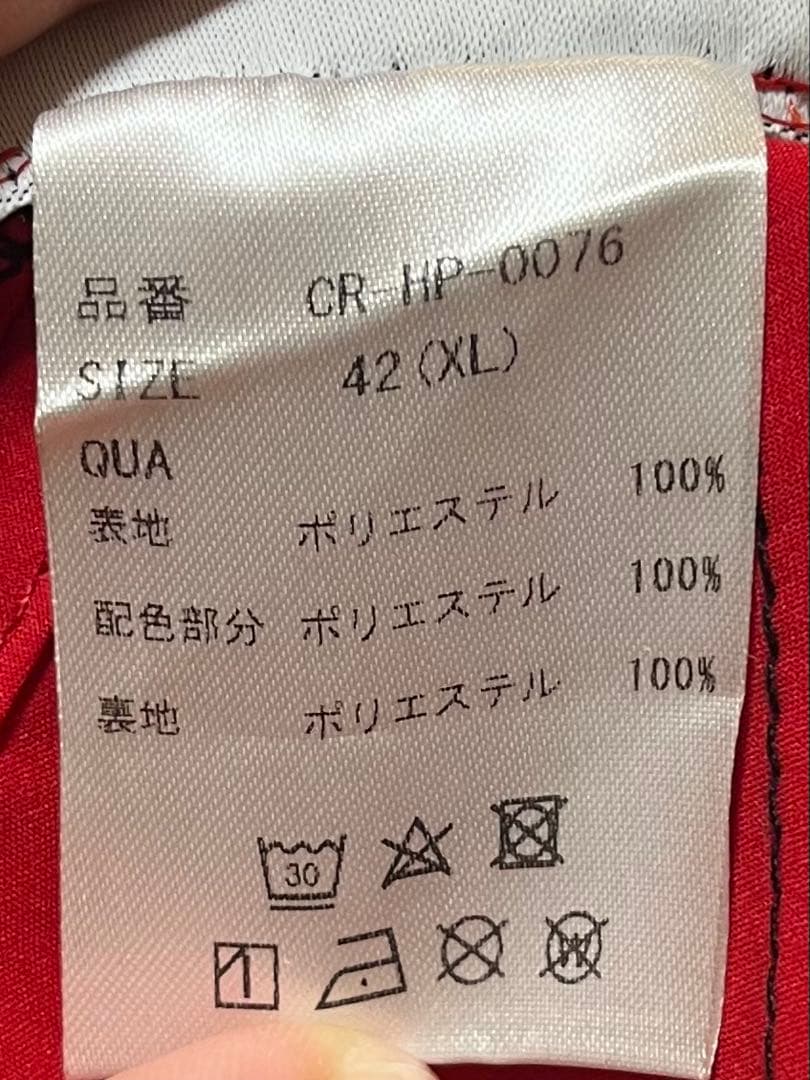 品番 CR-HP-0076
SIZE 42(XL)
QUA
表地 ポリエステル 100%
配色部分 ポリエステル 100%
裏地 ポリエステル 100%
30
W